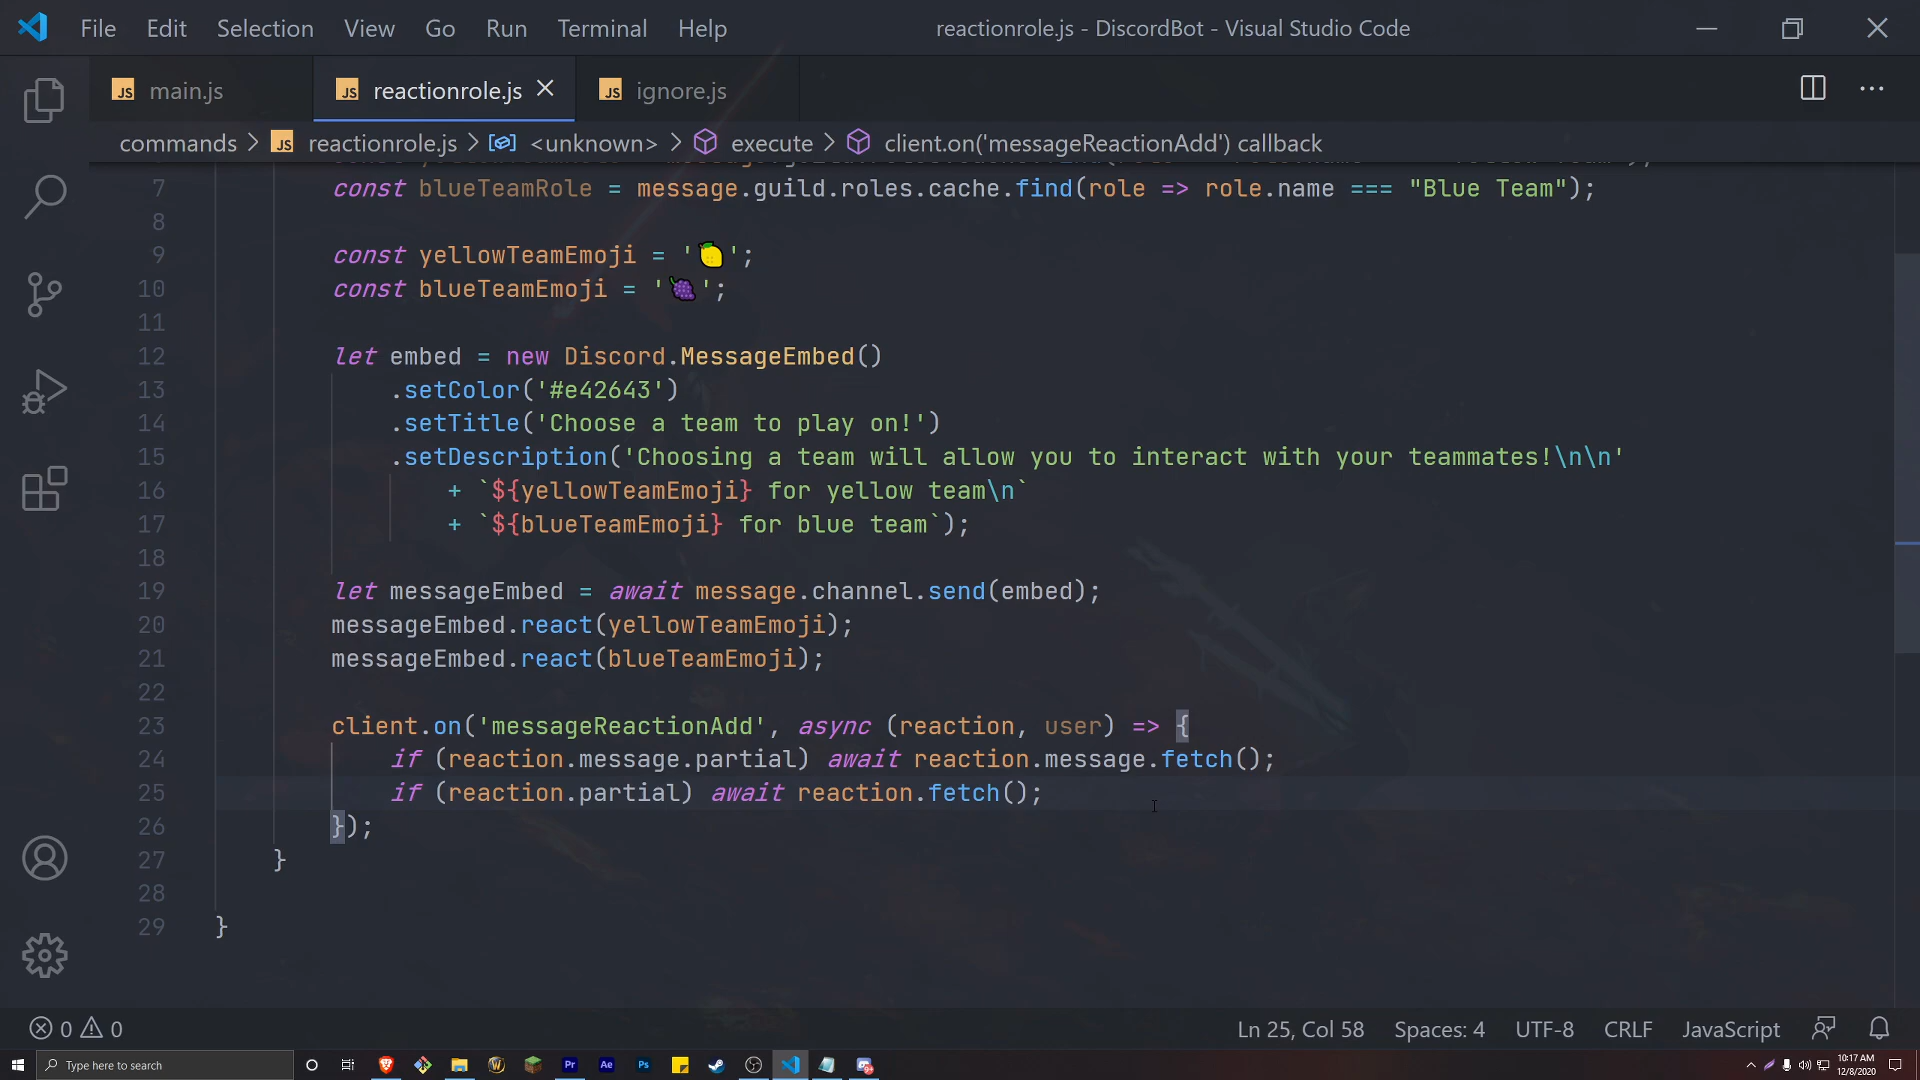 File Edit Selection View Go Run Terminal Help reactionrole.js - DiscordBot - Visual Studio Code
JS main.js JS reactionrole.js JS ignore.js
commands > JS reactionrole.js > <unknown> > execute > client.on('messageReactionAdd') callback
7 const blueTeamRole = message.guild.roles.cache.find(role => role.name === "Blue Team");
8
9 const yellowTeamEmoji = '🍋';
10 const blueTeamEmoji = '🍇';
11
12 let embed = new Discord.MessageEmbed()
13 .setColor('#e42643')
14 .setTitle('Choose a team to play on!')
15 .setDescription('Choosing a team will allow you to interact with your teammates!\n\n'
16 + `${yellowTeamEmoji} for yellow team\n`
17 + `${blueTeamEmoji} for blue team`);
18
19 let messageEmbed = await message.channel.send(embed);
20 messageEmbed.react(yellowTeamEmoji);
21 messageEmbed.react(blueTeamEmoji);
22
23 client.on('messageReactionAdd', async (reaction, user) => {
24 if (reaction.message.partial) await reaction.message.fetch();
25 if (reaction.partial) await reaction.fetch();
26 });
27 }
28
29 }
0 0 Ln 25, Col 58 Spaces: 4 UTF-8 CRLF JavaScript
Type here to search W Pr Ae Ps 10:17 AM
12/8/2020